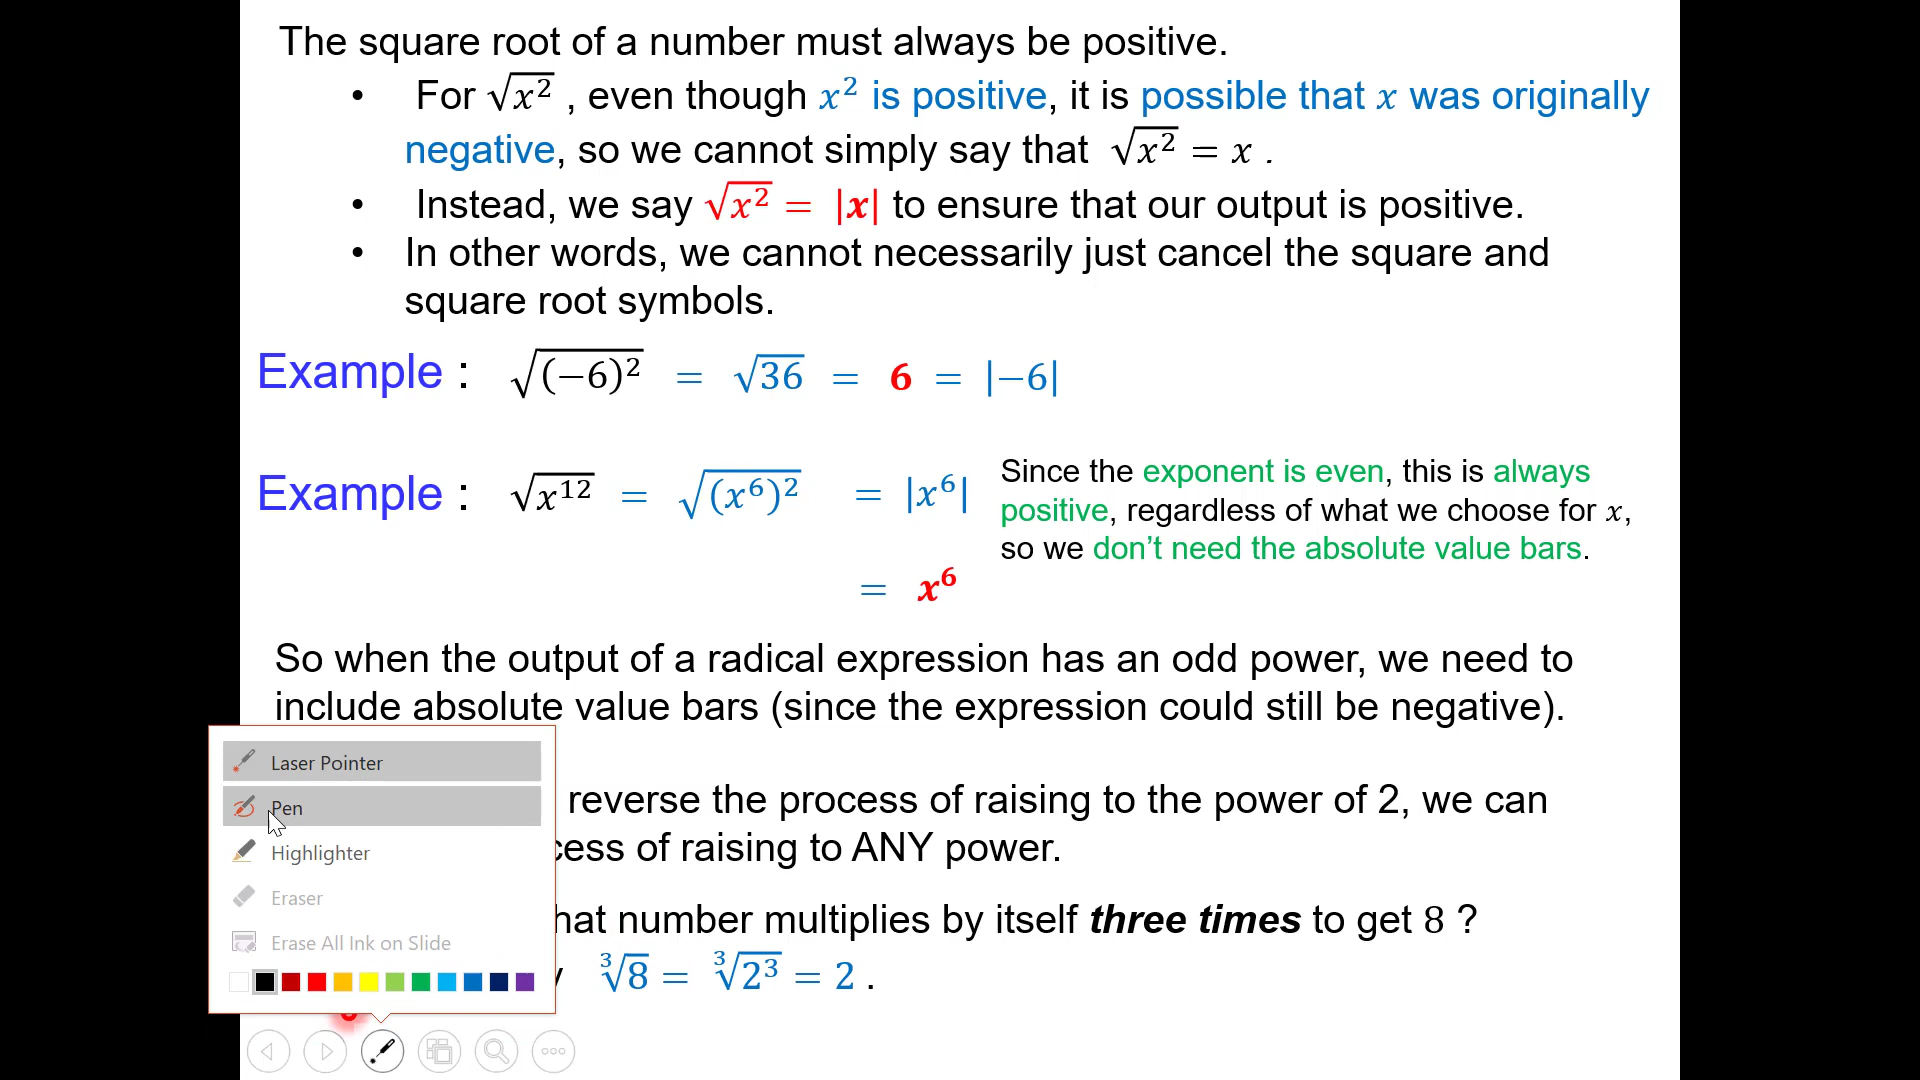 The square root of a number must always be positive.
• For √x² , even though x² is positive, it is possible that x was originally
negative, so we cannot simply say that √x² = x .
• Instead, we say √x² = |x| to ensure that our output is positive.
• In other words, we cannot necessarily just cancel the square and
square root symbols.
Example : √(−6)² = √36 = 6 = |−6|
Example : √x¹² = √(x⁶)² = |x⁶|
Since the exponent is even, this is always
positive, regardless of what we choose for x,
so we don’t need the absolute value bars.
= x⁶
So when the output of a radical expression has an odd power, we need to
include absolute value bars (since the expression could still be negative).
reverse the process of raising to the power of 2, we can
of raising to ANY power.
number multiplies by itself three times to get 8 ?
∛8 = ∛2³ = 2 .
Laser Pointer
Pen
Highlighter
Eraser
Erase All Ink on Slide